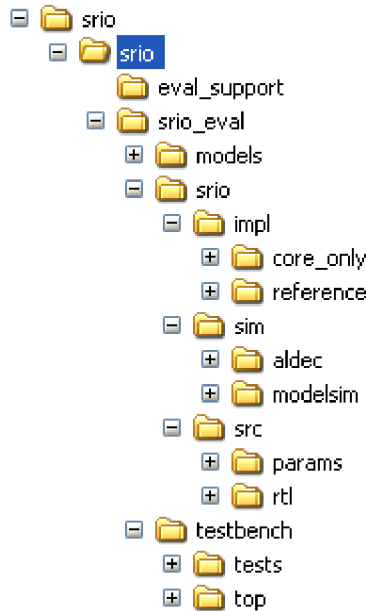 srio
srio
eval_support
srio_eval
models
srio
impl
core_only
reference
sim
aldec
modelsim
src
params
rtl
testbench
tests
top